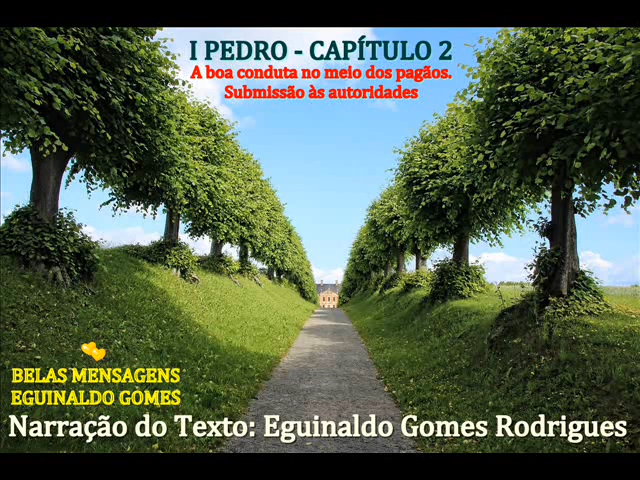 I PEDRO - CAPÍTULO 2
A boa conduta no meio dos pagãos.
Submissão às autoridades
BELAS MENSAGENS
EGUINALDO GOMES
Narração do Texto: Eguinaldo Gomes Rodrigues